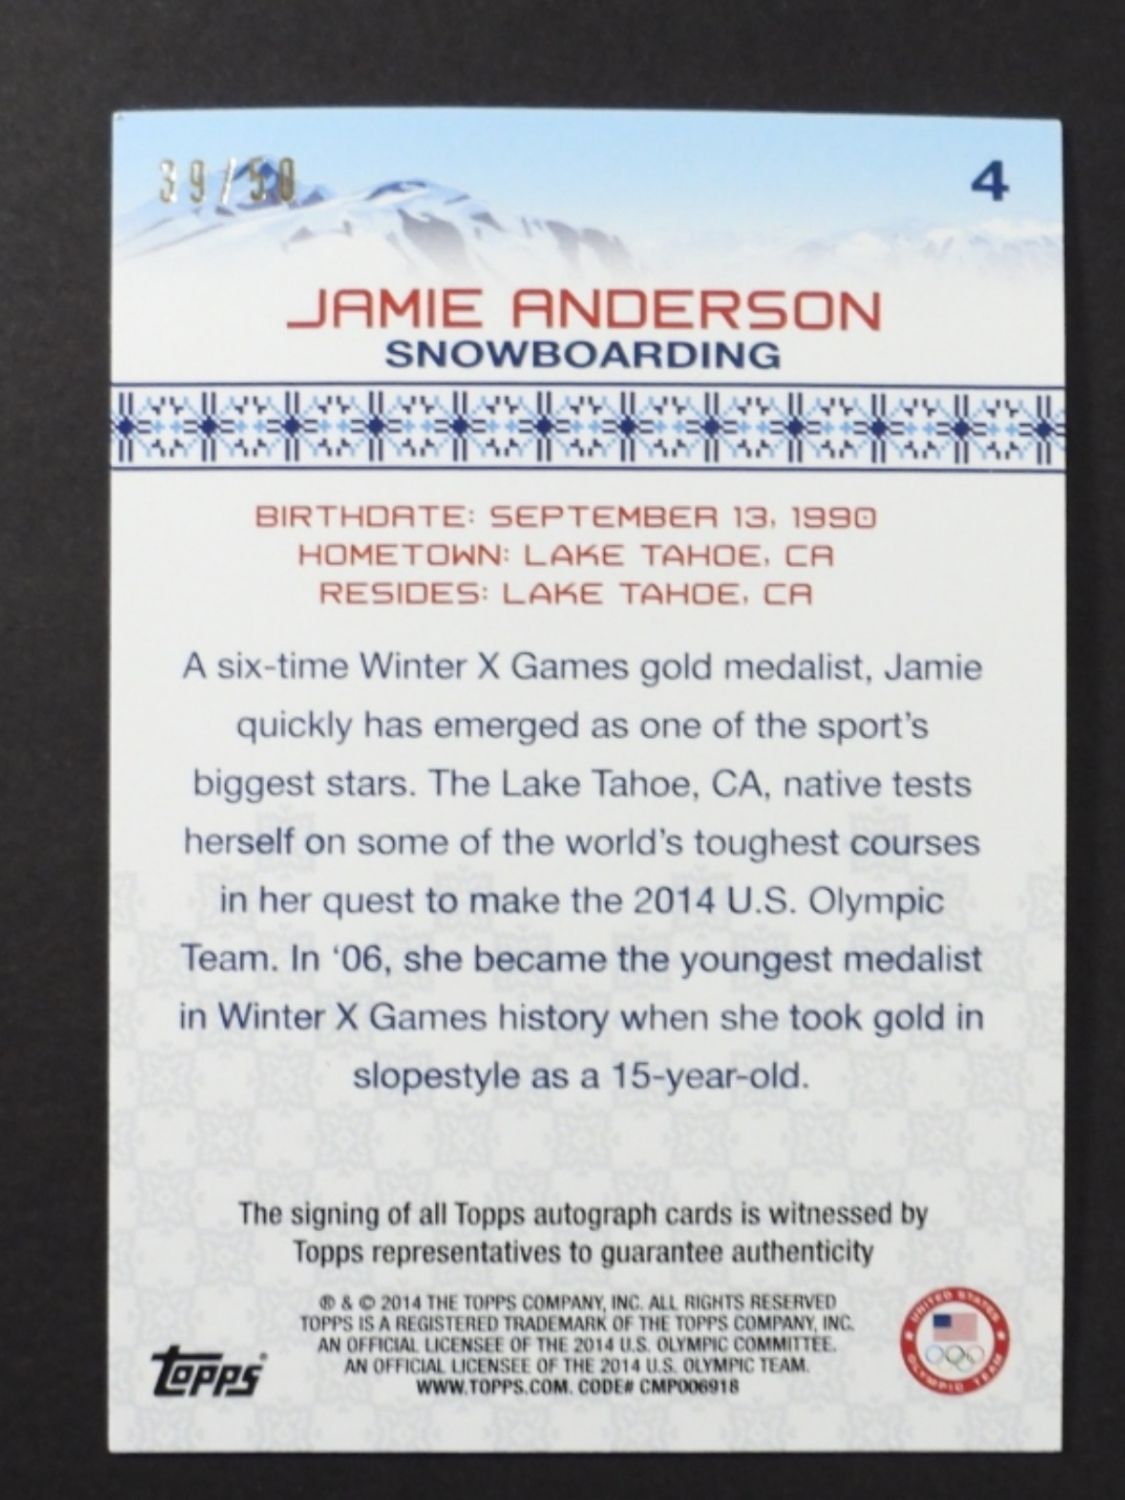 39/50
4
JAMIE ANDERSON
SNOWBOARDING
BIRTHDATE: SEPTEMBER 13, 1990
HOMETOWN: LAKE TAHOE, CA
RESIDES: LAKE TAHOE, CA
A six-time Winter X Games gold medalist, Jamie
quickly has emerged as one of the sport's
biggest stars. The Lake Tahoe, CA, native tests
herself on some of the world's toughest courses
in her quest to make the 2014 U.S. Olympic
Team. In '06, she became the youngest medalist
in Winter X Games history when she took gold in
slopestyle as a 15-year-old.
The signing of all Topps autograph cards is witnessed by
Topps representatives to guarantee authenticity
® & © 2014 THE TOPPS COMPANY, INC. ALL RIGHTS RESERVED
TOPPS IS A REGISTERED TRADEMARK OF THE TOPPS COMPANY, INC.
AN OFFICIAL LICENSEE OF THE 2014 U.S. OLYMPIC COMMITTEE.
AN OFFICIAL LICENSEE OF THE 2014 U.S. OLYMPIC TEAM.
WWW.TOPPS.COM. CODE# CMP006918
Topps®
UNITED STATES
OLYMPIC TEAM